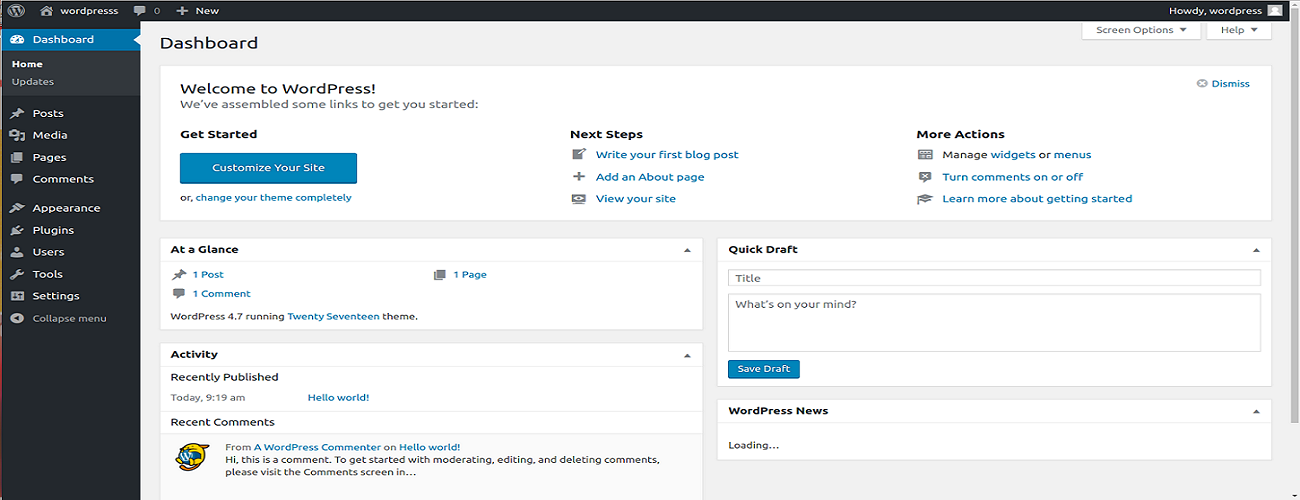 wordpresss 0 New
Howdy, wordpress
Dashboard
Home
Updates
Posts
Media
Pages
Comments
Appearance
Plugins
Users
Tools
Settings
Collapse menu
Screen Options
Help
Dashboard
Welcome to WordPress!
We've assembled some links to get you started:
Dismiss
Get Started
Customize Your Site
or, change your theme completely
Next Steps
Write your first blog post
Add an About page
View your site
More Actions
Manage widgets or menus
Turn comments on or off
Learn more about getting started
At a Glance
1 Post
1 Page
1 Comment
WordPress 4.7 running Twenty Seventeen theme.
Activity
Recently Published
Today, 9:19 am Hello world!
Recent Comments
From A WordPress Commenter on Hello world!
Hi, this is a comment. To get started with moderating, editing, and deleting comments,
please visit the Comments screen in…
Quick Draft
Title
What's on your mind?
Save Draft
WordPress News
Loading…